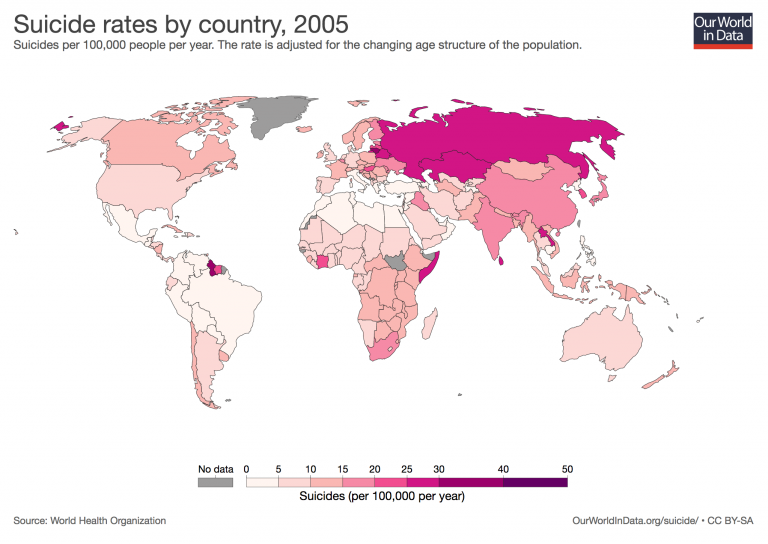 Suicide rates by country, 2005
Suicides per 100,000 people per year. The rate is adjusted for the changing age structure of the population.
Our World
in Data
No data 0 5 10 15 20 25 30 40 50
Suicides (per 100,000 per year)
Source: World Health Organization
OurWorldInData.org/suicide/ • CC BY-SA